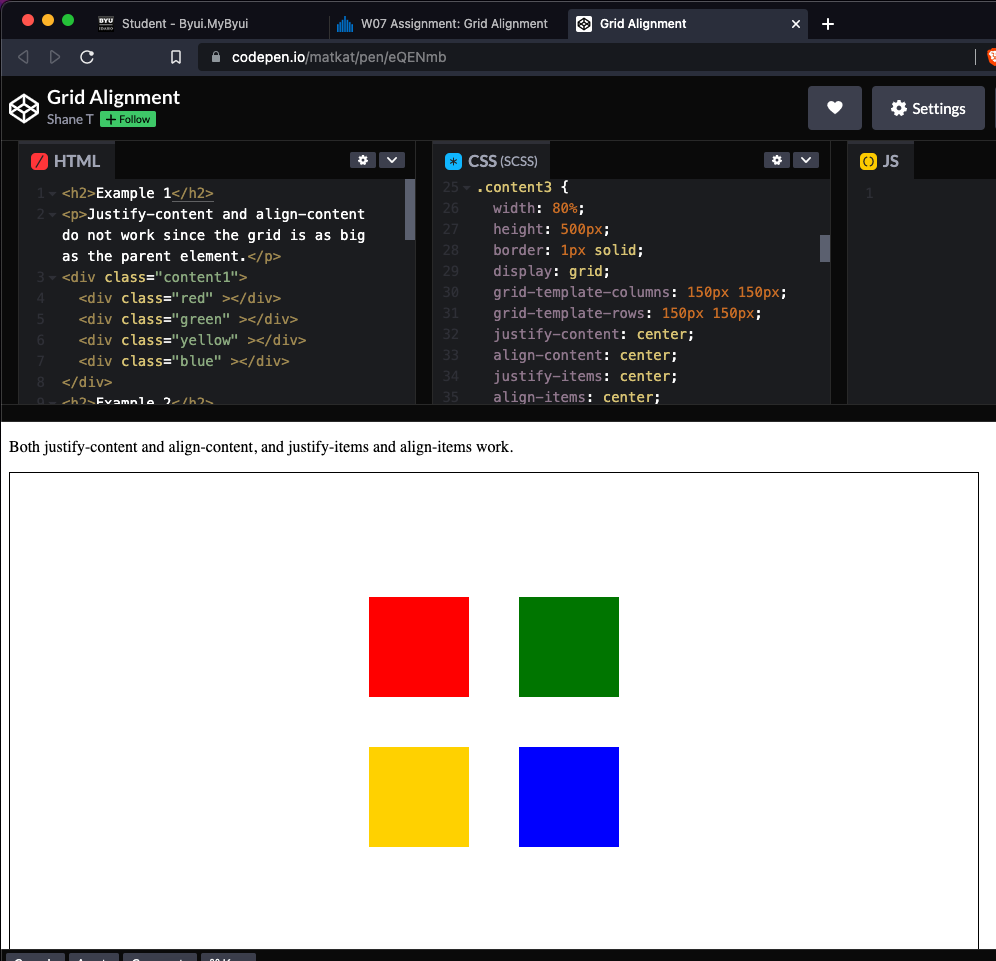 BYU
Student - Byui.MyByui
W07 Assignment: Grid Alignment
Grid Alignment
codepen.io/matkat/pen/eQENmb
Grid Alignment
Shane T
+ Follow
Settings
HTML
1 <h2>Example 1</h2>
2 <p>Justify-content and align-content
do not work since the grid is as big
as the parent element.</p>
3 <div class="content1">
4 <div class="red" ></div>
5 <div class="green" ></div>
6 <div class="yellow" ></div>
7 <div class="blue" ></div>
8 </div>
9 <h2>Example 2</h2>
* CSS (SCSS)
25 .content3 {
26 width: 80%;
27 height: 500px;
28 border: 1px solid;
29 display: grid;
30 grid-template-columns: 150px 150px;
31 grid-template-rows: 150px 150px;
32 justify-content: center;
33 align-content: center;
34 justify-items: center;
35 align-items: center;
() JS
1
Both justify-content and align-content, and justify-items and align-items work.